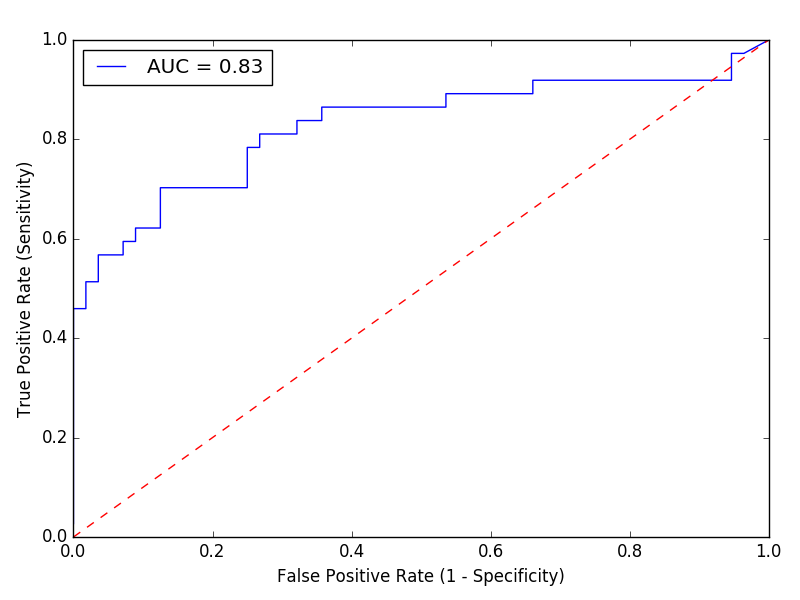 AUC = 0.83
1.0
0.8
0.6
0.4
0.2
0.0
True Positive Rate (Sensitivity)
0.0 0.2 0.4 0.6 0.8 1.0
False Positive Rate (1 - Specificity)